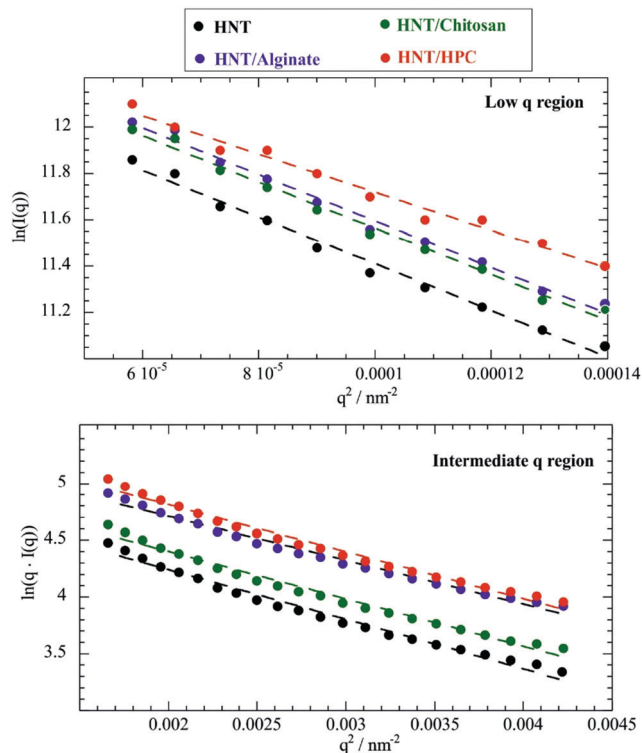 HNT HNT/Chitosan
HNT/Alginate HNT/HPC
Low q region
ln(I(q))
12
11.8
11.6
11.4
11.2
6 10⁻⁵ 8 10⁻⁵ 0.0001 0.00012 0.00014
q² / nm⁻²
Intermediate q region
ln(q · I(q))
5
4.5
4
3.5
0.002 0.0025 0.003 0.0035 0.004 0.0045
q² / nm⁻²